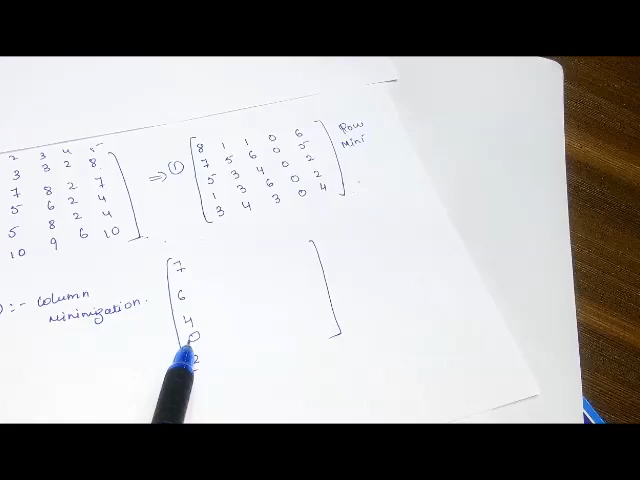 2 3 4 5
3 3 2 8
7 8 2 7
5 6 2 4
5 8 2 4
10 9 6 10
⇒ ①
8 1 1 0 6
7 5 6 0 5
5 3 4 0 2
1 3 6 0 2
3 4 3 0 4
Row
Mini
:- column
minimization.
7
6
4
0
2